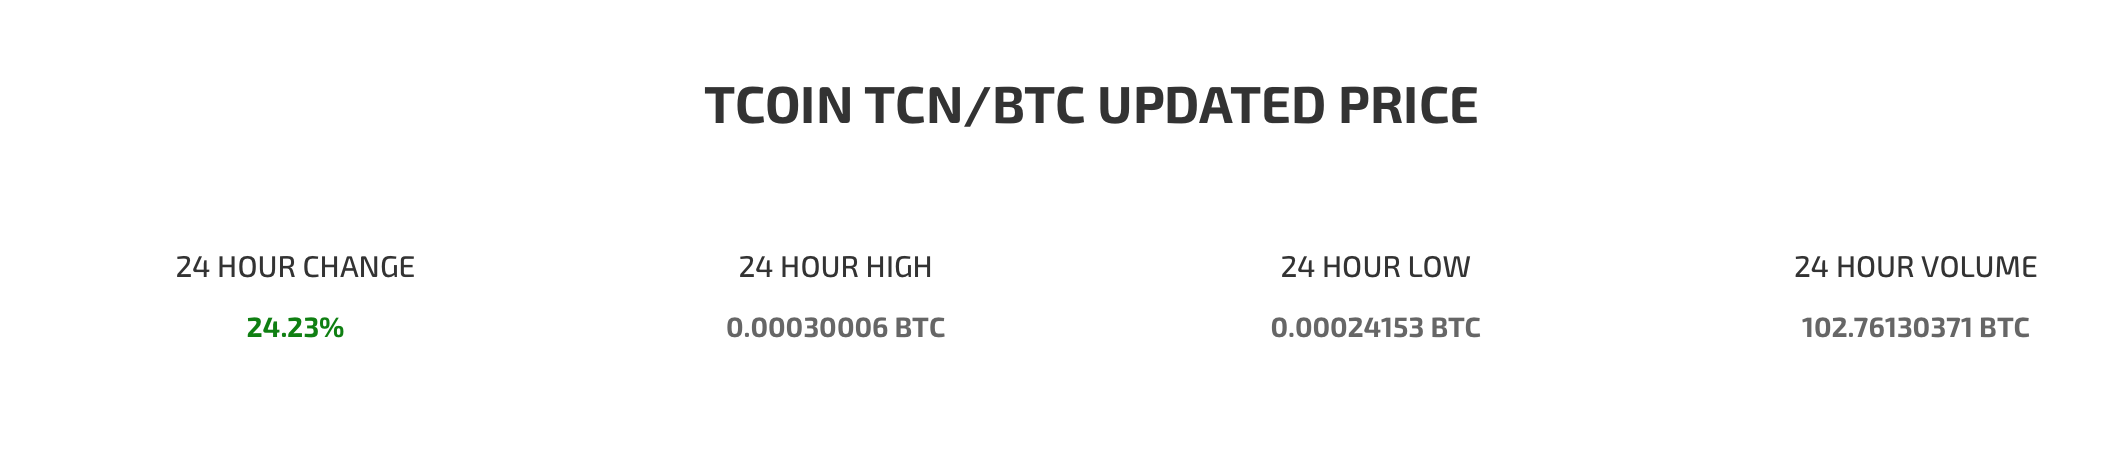 TCOIN TCN/BTC UPDATED PRICE
24 HOUR CHANGE
24.23%
24 HOUR HIGH
0.00030006 BTC
24 HOUR LOW
0.00024153 BTC
24 HOUR VOLUME
102.76130371 BTC